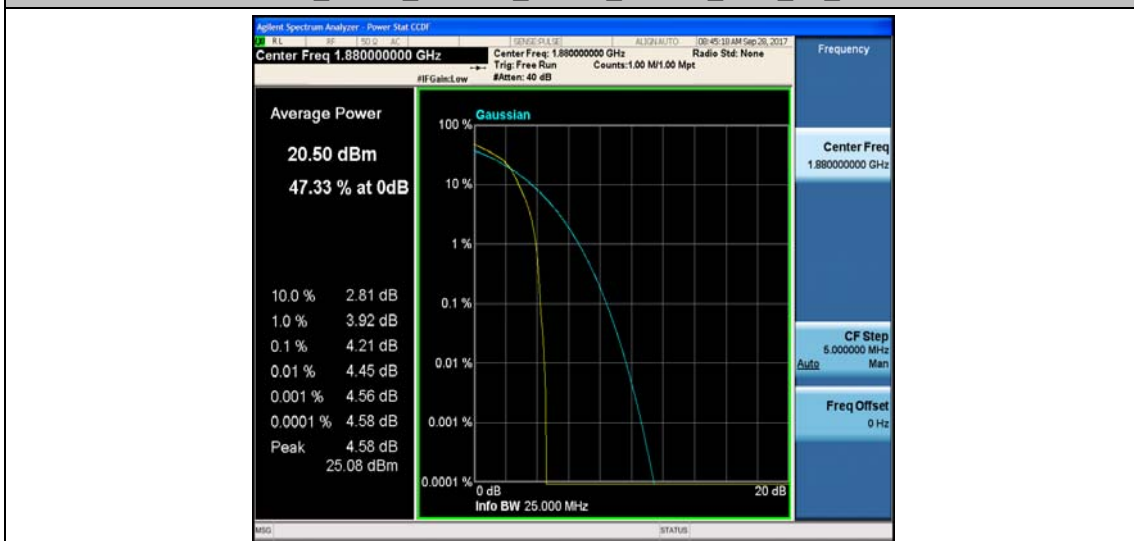 Agilent Spectrum Analyzer - Power Stat CCDF
RL RF 50 Ω AC SENSE:PULSE ALIGN AUTO 08:45:18 AM Sep 28, 2017
Center Freq 1.880000000 GHz
Center Freq: 1.880000000 GHz Radio Std: None
Trig: Free Run Counts:1.00 M/1.00 Mpt
#IFGain:Low #Atten: 40 dB
Frequency
Average Power
20.50 dBm
47.33 % at 0dB
10.0 % 2.81 dB
1.0 % 3.92 dB
0.1 % 4.21 dB
0.01 % 4.45 dB
0.001 % 4.56 dB
0.0001 % 4.58 dB
Peak 4.58 dB
25.08 dBm
Gaussian
100 %
10 %
1 %
0.1 %
0.01 %
0.001 %
0.0001 %
0 dB 20 dB
Info BW 25.000 MHz
Center Freq
1.880000000 GHz
CF Step
5.000000 MHz
Auto Man
Freq Offset
0 Hz
MSG STATUS